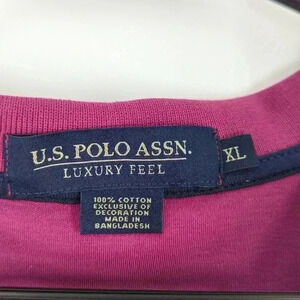 U.S. POLO ASSN.
LUXURY FEEL
XL
100% COTTON
EXCLUSIVE OF
DECORATION
MADE IN
BANGLADESH